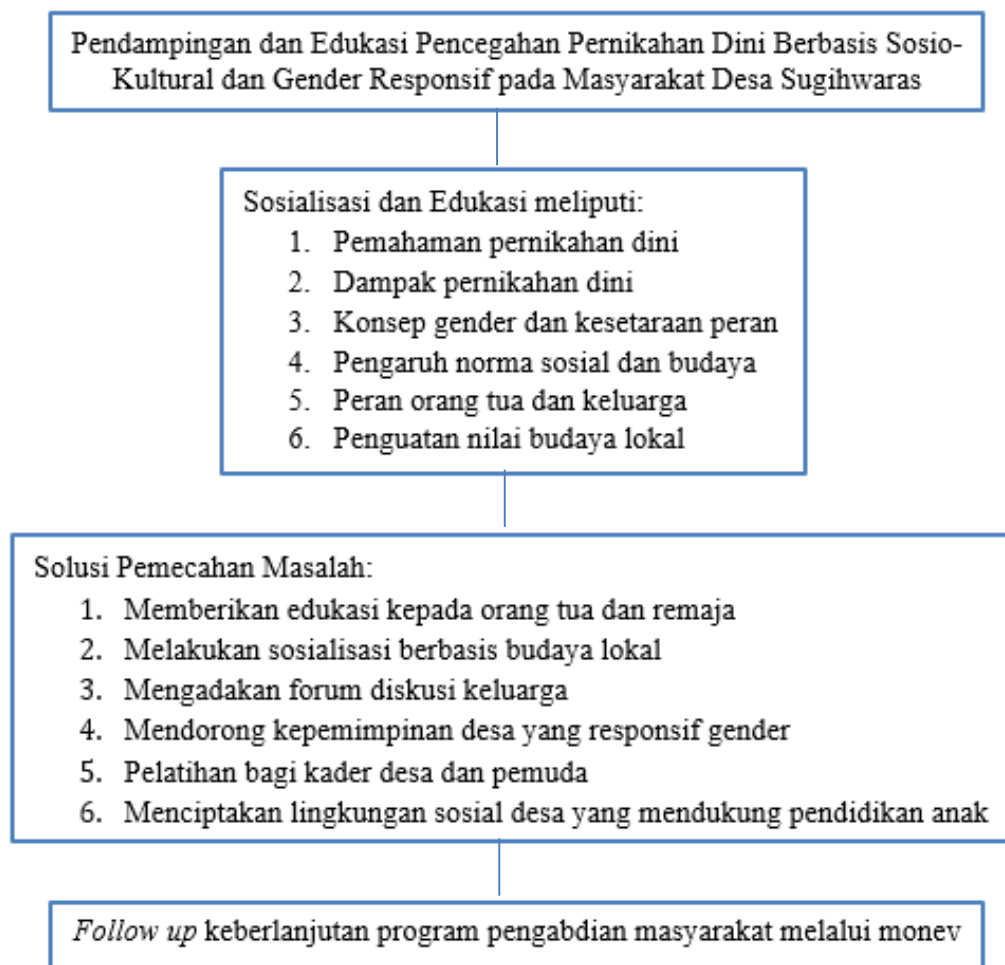 Pendampingan dan Edukasi Pencegahan Pernikahan Dini Berbasis Sosio-
Kultural dan Gender Responsif pada Masyarakat Desa Sugihwaras
Sosialisasi dan Edukasi meliputi:
1. Pemahaman pernikahan dini
2. Dampak pernikahan dini
3. Konsep gender dan kesetaraan peran
4. Pengaruh norma sosial dan budaya
5. Peran orang tua dan keluarga
6. Penguatan nilai budaya lokal
Solusi Pemecahan Masalah:
1. Memberikan edukasi kepada orang tua dan remaja
2. Melakukan sosialisasi berbasis budaya lokal
3. Mengadakan forum diskusi keluarga
4. Mendorong kepemimpinan desa yang responsif gender
5. Pelatihan bagi kader desa dan pemuda
6. Menciptakan lingkungan sosial desa yang mendukung pendidikan anak
Follow up keberlanjutan program pengabdian masyarakat melalui monev